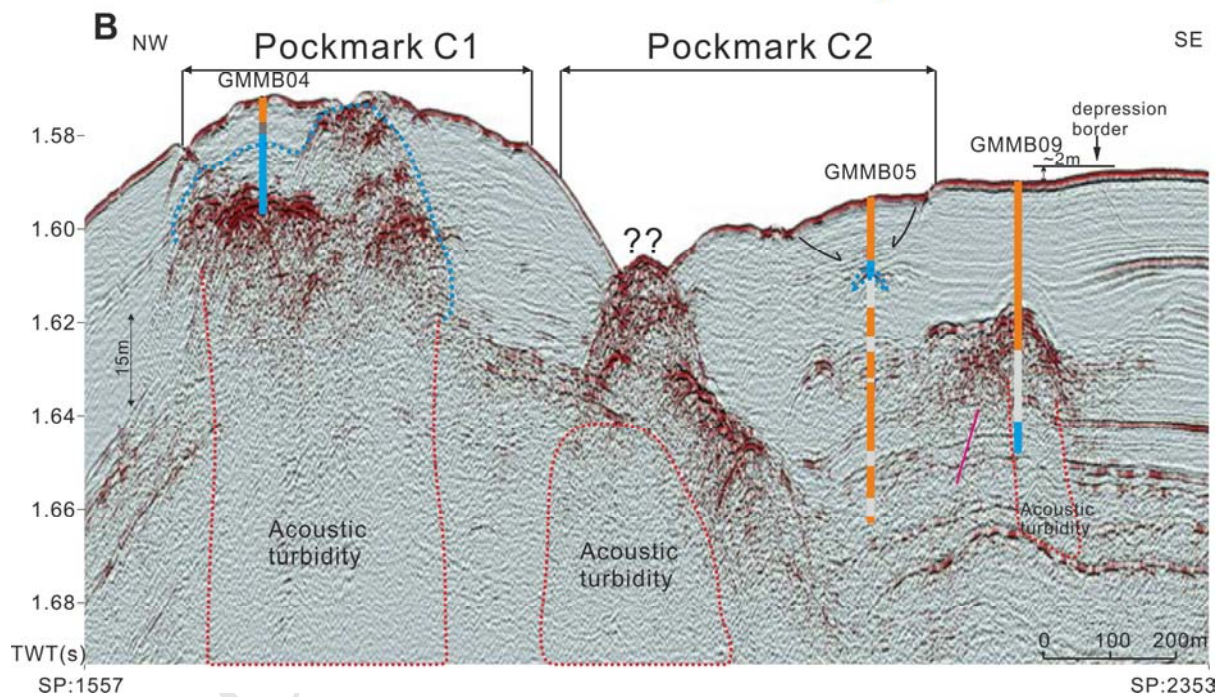 B
NW
Pockmark C1
Pockmark C2
SE
GMMB04
depression
border
1.58
GMMB09
~2m
GMMB05
1.60
??
1.62
15m
1.64
1.66
Acoustic
turbidity
Acoustic
turbidity
Acoustic
turbidity
1.68
0 100 200m
TWT(s)
SP:1557
SP:2353